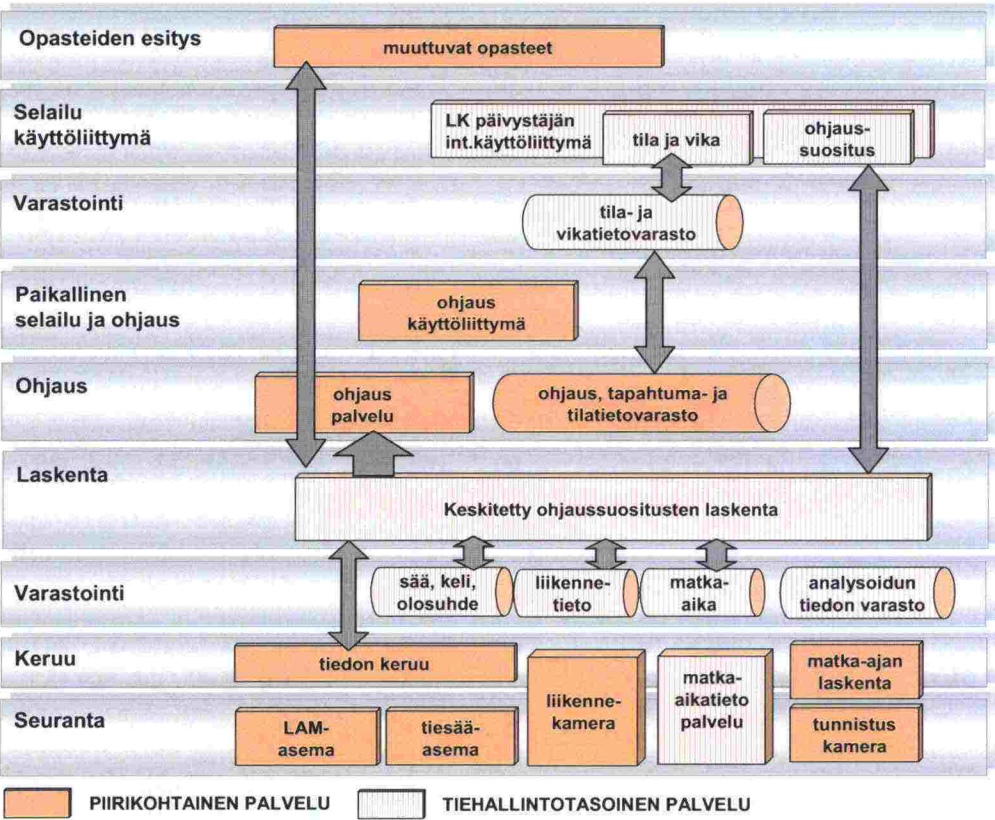 Opasteiden esitys
muuttuvat opasteet
Selailu
käyttöliittymä
LK päivystäjän
int.käyttöliittymä
tila ja vika
ohjaus-
suositus
Varastointi
tila- ja
vikatietovarasto
Paikallinen
selailu ja ohjaus
ohjaus
käyttöliittymä
Ohjaus
ohjaus
palvelu
ohjaus, tapahtuma- ja
tilatietovarasto
Laskenta
Keskitetty ohjaussuositusten laskenta
Varastointi
sää, keli,
olosuhde
liikenne-
tieto
matka-
aika
analysoidun
tiedon varasto
Keruu
tiedon keruu
liikenne-
kamera
matka-
aikatieto
palvelu
matka-ajan
laskenta
Seuranta
LAM-
asema
tiesää-
asema
tunnistus
kamera
PIIRIKOHTAINEN PALVELU
TIEHALLINTOTASOINEN PALVELU